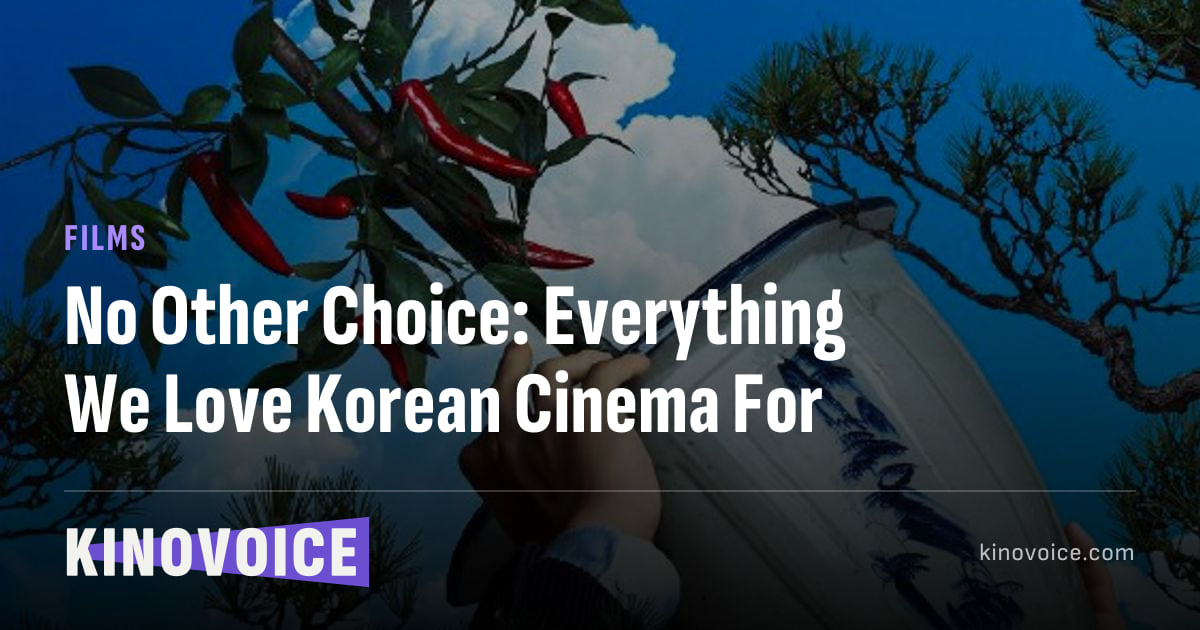 FILMS
No Other Choice: Everything
We Love Korean Cinema For
KINOVOICE
kinovoice.com